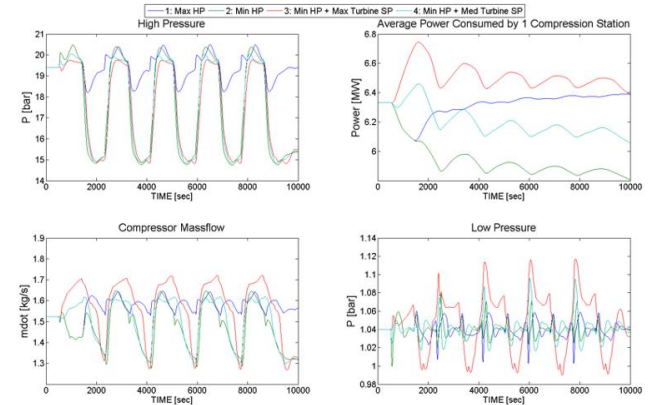 1: Max HP 2: Min HP 3: Min HP + Max Turbine SP 4: Min HP + Med Turbine SP
High Pressure
P [bar]
21
20
19
18
17
16
15
14
0 2000 4000 6000 8000 10000
TIME [sec]
Average Power Consumed by 1 Compression Station
Power [MW]
6.8
6.6
6.4
6.2
6
0 2000 4000 6000 8000 10000
TIME [sec]
Compressor Massflow
mdot [kg/s]
1.9
1.8
1.7
1.6
1.5
1.4
1.3
0 2000 4000 6000 8000 10000
TIME [sec]
Low Pressure
P [bar]
1.14
1.12
1.1
1.08
1.06
1.04
1.02
1
0.98
0 2000 4000 6000 8000 10000
TIME [sec]